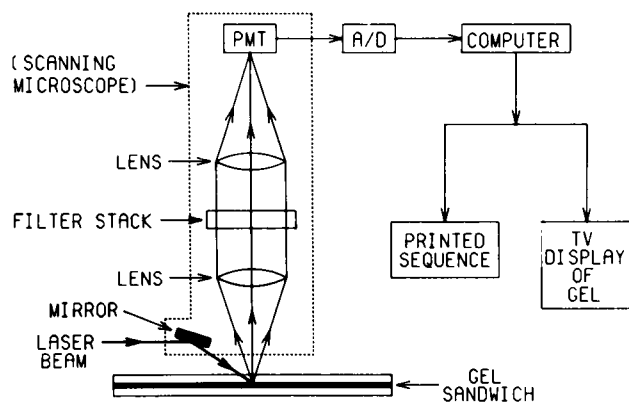 PMT
A/D
COMPUTER
(SCANNING
MICROSCOPE)
LENS
FILTER STACK
LENS
PRINTED
SEQUENCE
TV
DISPLAY
OF
GEL
MIRROR
LASER
BEAM
GEL
SANDWICH